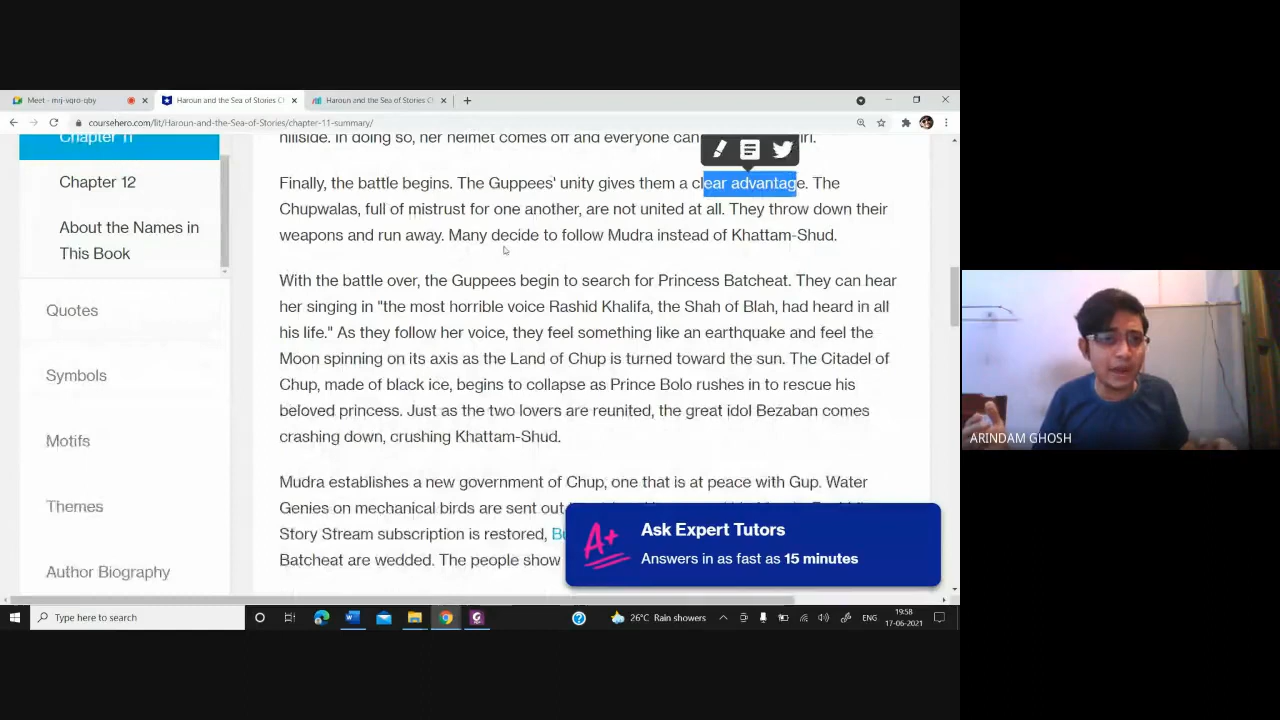 Meet - mrj-vqro-qby
Haroun and the Sea of Stories C
Haroun and the Sea of Stories C
coursehero.com/lit/Haroun-and-the-Sea-of-Stories/chapter-11-summary/
Chapter 11
Chapter 12
About the Names in
This Book
Quotes
Symbols
Motifs
Themes
Author Biography
hillside. In doing so, her helmet comes off and everyone can
Finally, the battle begins. The Guppees' unity gives them a clear advantage. The
Chupwalas, full of mistrust for one another, are not united at all. They throw down their
weapons and run away. Many decide to follow Mudra instead of Khattam-Shud.
With the battle over, the Guppees begin to search for Princess Batcheat. They can hear
her singing in "the most horrible voice Rashid Khalifa, the Shah of Blah, had heard in all
his life." As they follow her voice, they feel something like an earthquake and feel the
Moon spinning on its axis as the Land of Chup is turned toward the sun. The Citadel of
Chup, made of black ice, begins to collapse as Prince Bolo rushes in to rescue his
beloved princess. Just as the two lovers are reunited, the great idol Bezaban comes
crashing down, crushing Khattam-Shud.
Mudra establishes a new government of Chup, one that is at peace with Gup. Water
Genies on mechanical birds are sent out
Story Stream subscription is restored,
Batcheat are wedded. The people show
A+
Ask Expert Tutors
Answers in as fast as 15 minutes
ARINDAM GHOSH
Type here to search
26°C Rain showers
ENG
19:58
17-06-2021